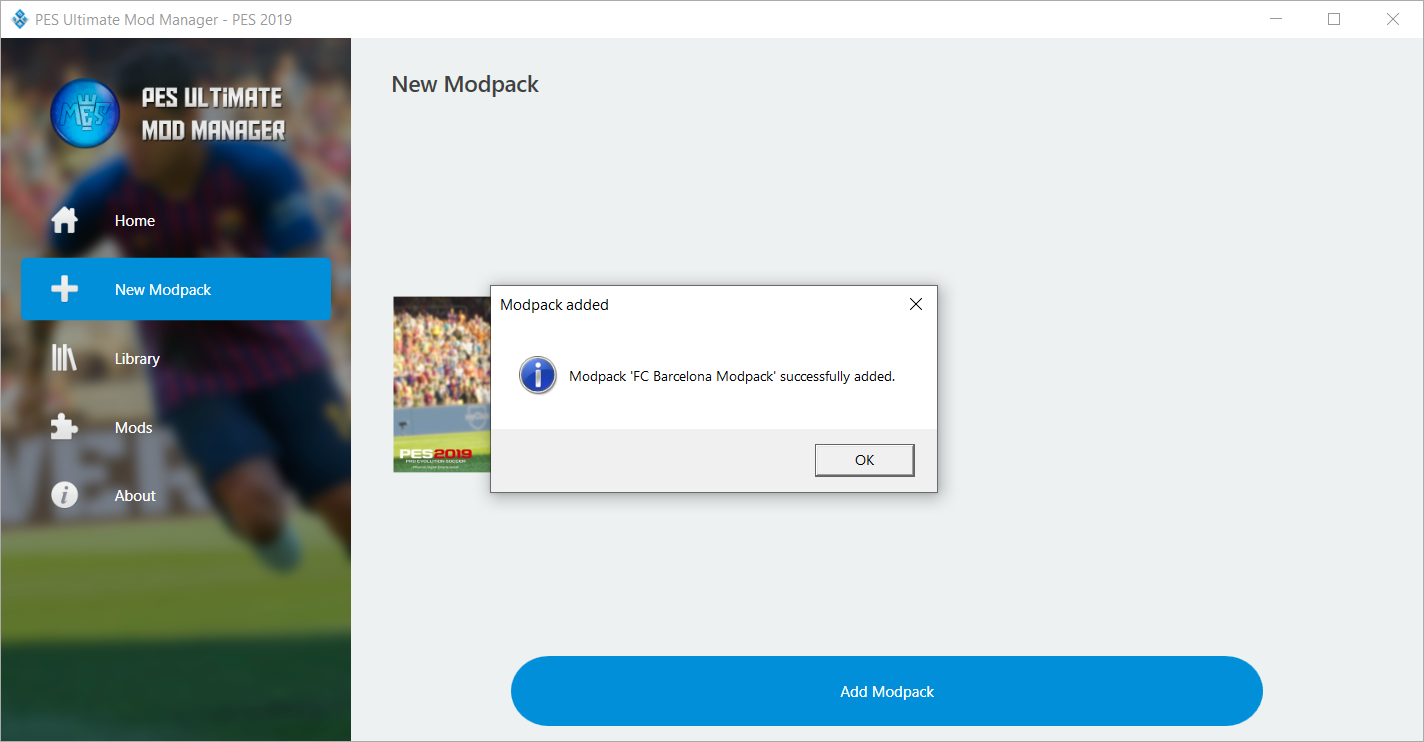 PES Ultimate Mod Manager - PES 2019
PES ULTiMATE
MOD MANAGER
MES
Home
New Modpack
Library
Mods
About
New Modpack
PES2019
PRO EVOLUTION SOCCER
Modpack added
Modpack 'FC Barcelona Modpack' successfully added.
OK
Add Modpack